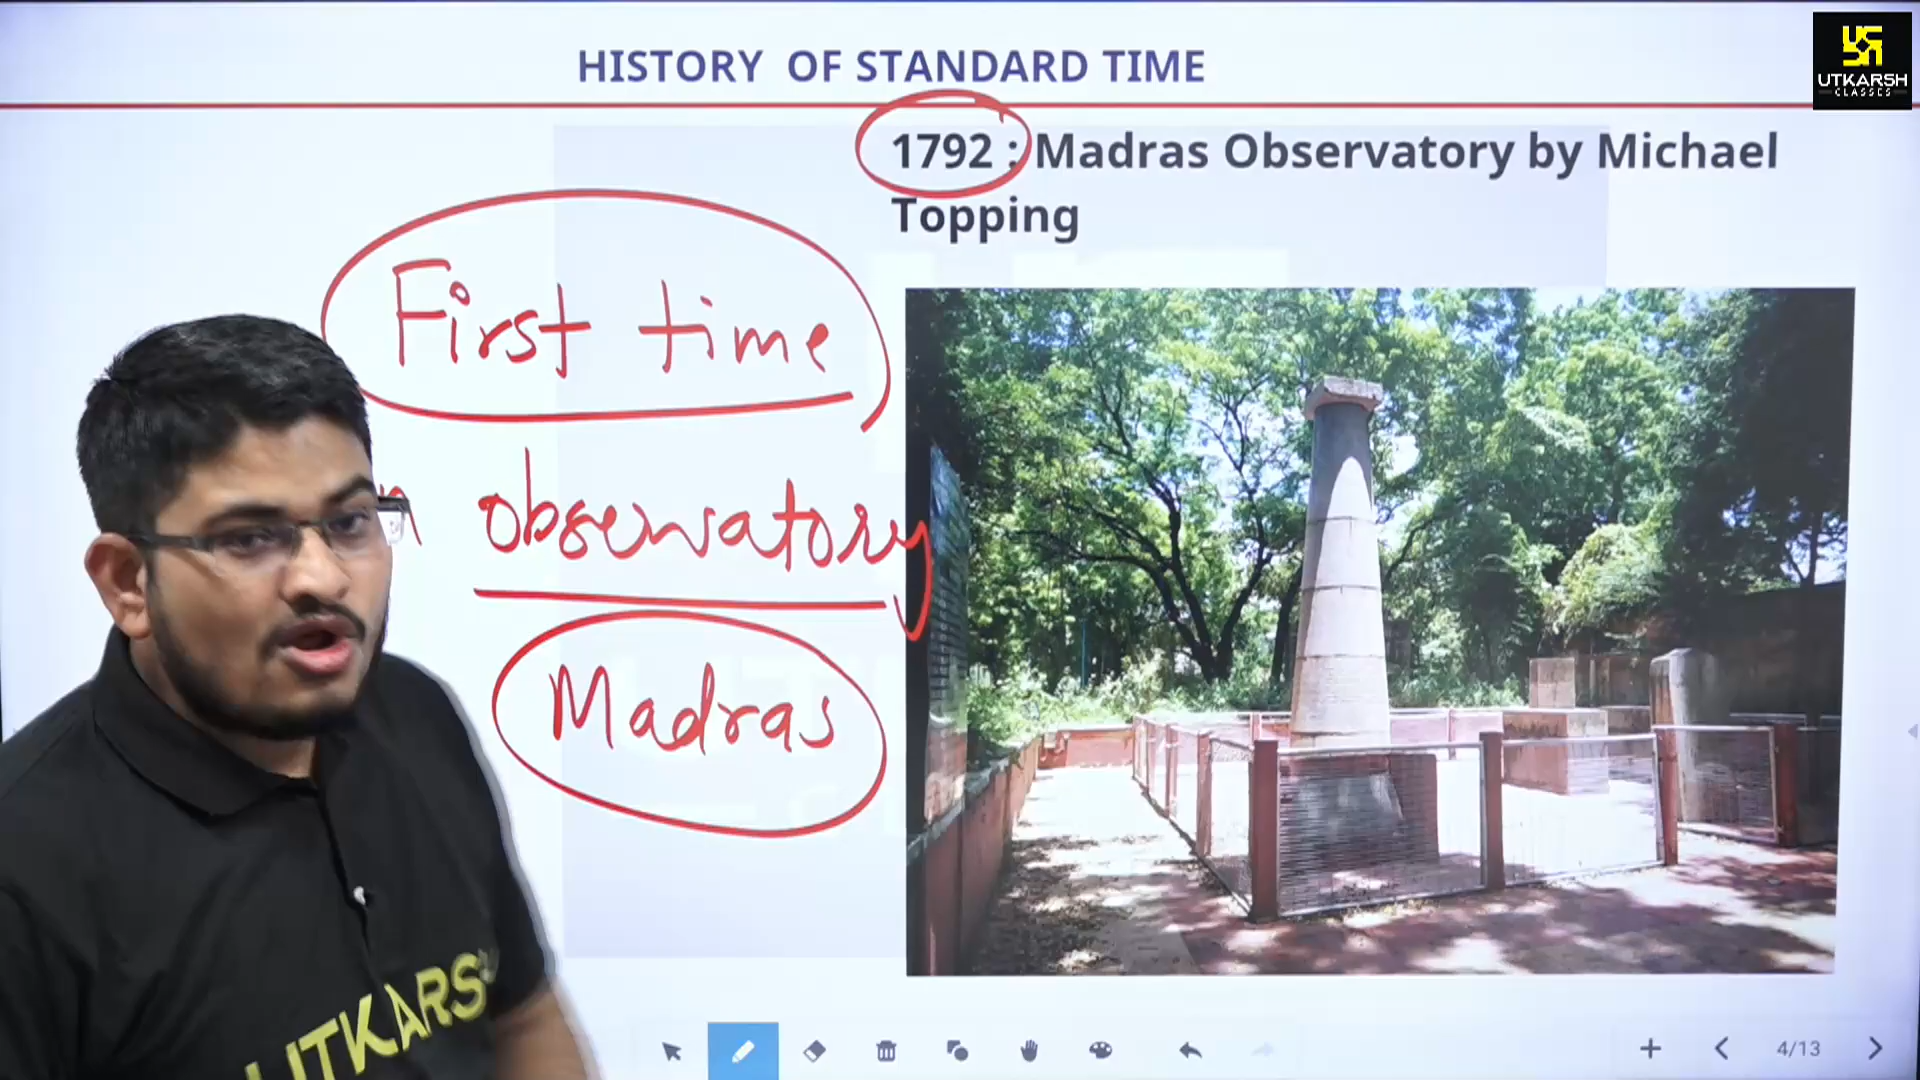 HISTORY OF STANDARD TIME
UTKARSH
CLASSES
1792 : Madras Observatory by Michael
Topping
First time
n observatory
Madras
UTKARS
4/13